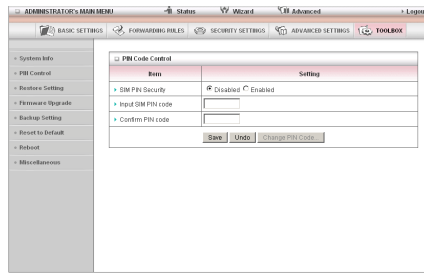 ADMINISTRATOR's MAIN MENU Status Wizard Advanced Logou
BASIC SETTINGS FORWARDING RULES SECURITY SETTINGS ADVANCED SETTINGS TOOLBOX
System Info
PIN Control
Restore Setting
Firmware Upgrade
Backup Setting
Reset to Default
Reboot
Miscellaneous
PIN Code Control
Item Setting
SIM PIN Security Disabled Enabled
Input SIM PIN code
Confirm PIN code
Save Undo Change PIN Code...